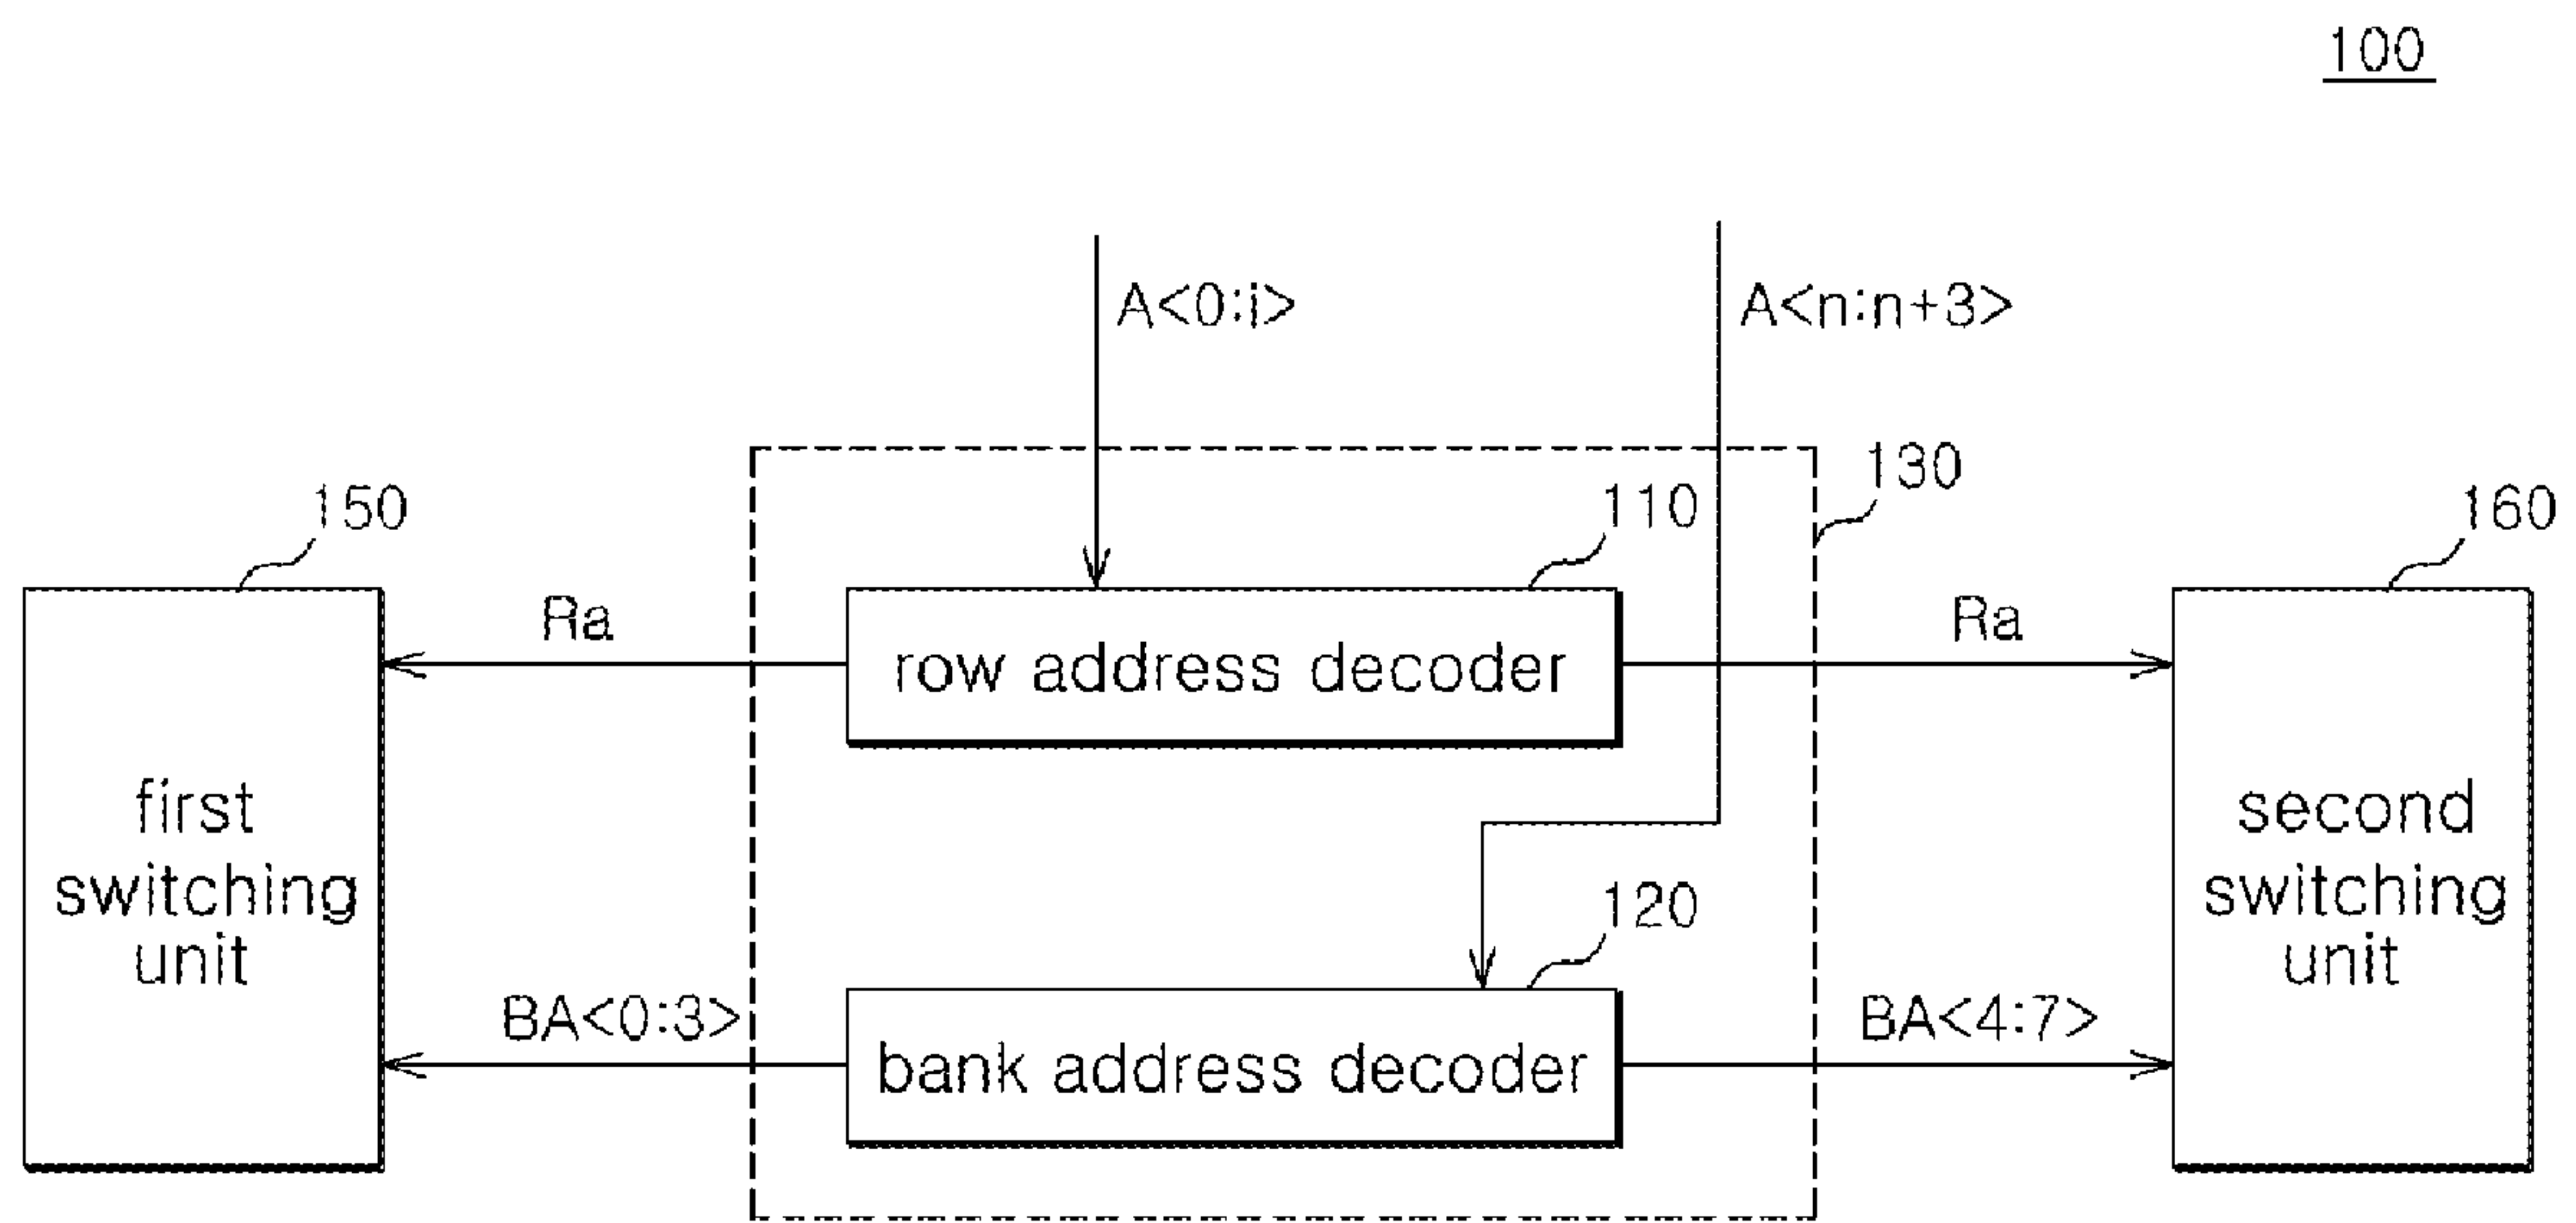 100
A<0:i>
A<n:n+3>
130
150
110
160
Ra
row address decoder
Ra
first
switching
unit
second
switching
unit
120
BA<0:3>
bank address decoder
BA<4:7>